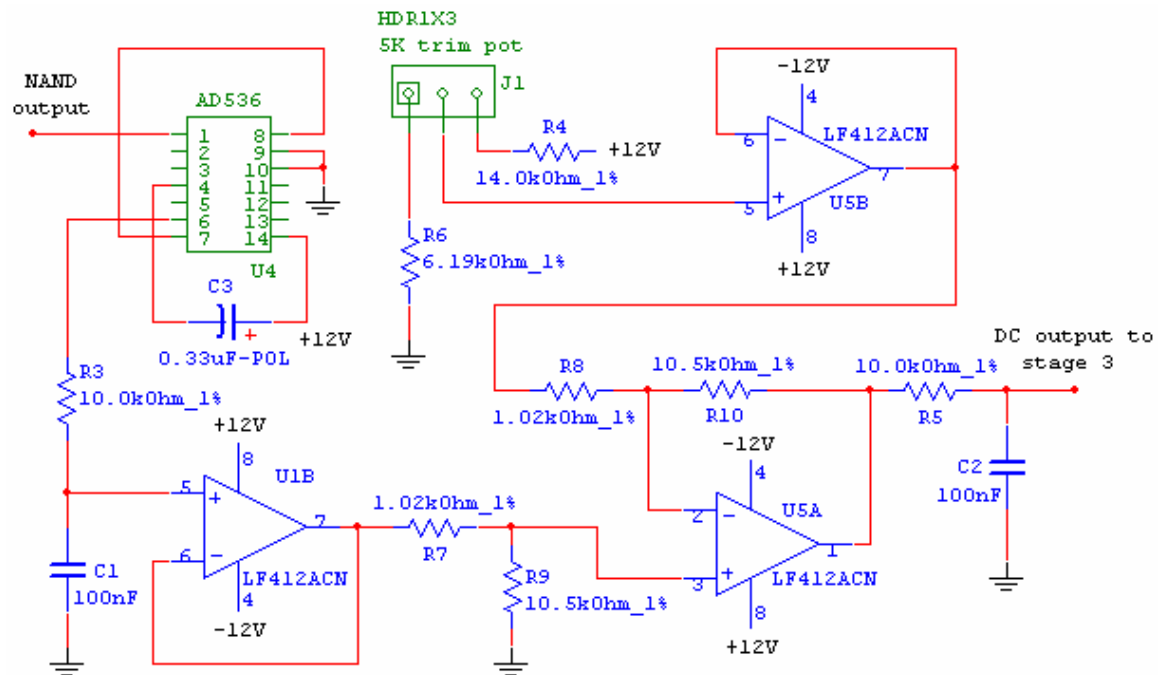 HDR1X3
5K trim pot
J1
NAND
output
AD536
1
2
3
4
5
6
7
8
9
10
11
12
13
14
U4
C3
0.33uF-POL
+
+12V
R4
14.0kOhm_1%
+12V
R6
6.19kOhm_1%
-12V
4
LF412ACN
6
-
7
5
+
U5B
8
+12V
R3
10.0kOhm_1%
+12V
8
U1B
5
+
7
6
-
LF412ACN
4
-12V
C1
100nF
1.02kOhm_1%
R7
R9
10.5kOhm_1%
R8
1.02kOhm_1%
10.5kOhm_1%
R10
-12V
4
U5A
2
-
1
3
+
LF412ACN
8
+12V
10.0kOhm_1%
R5
DC output to
stage 3
C2
100nF